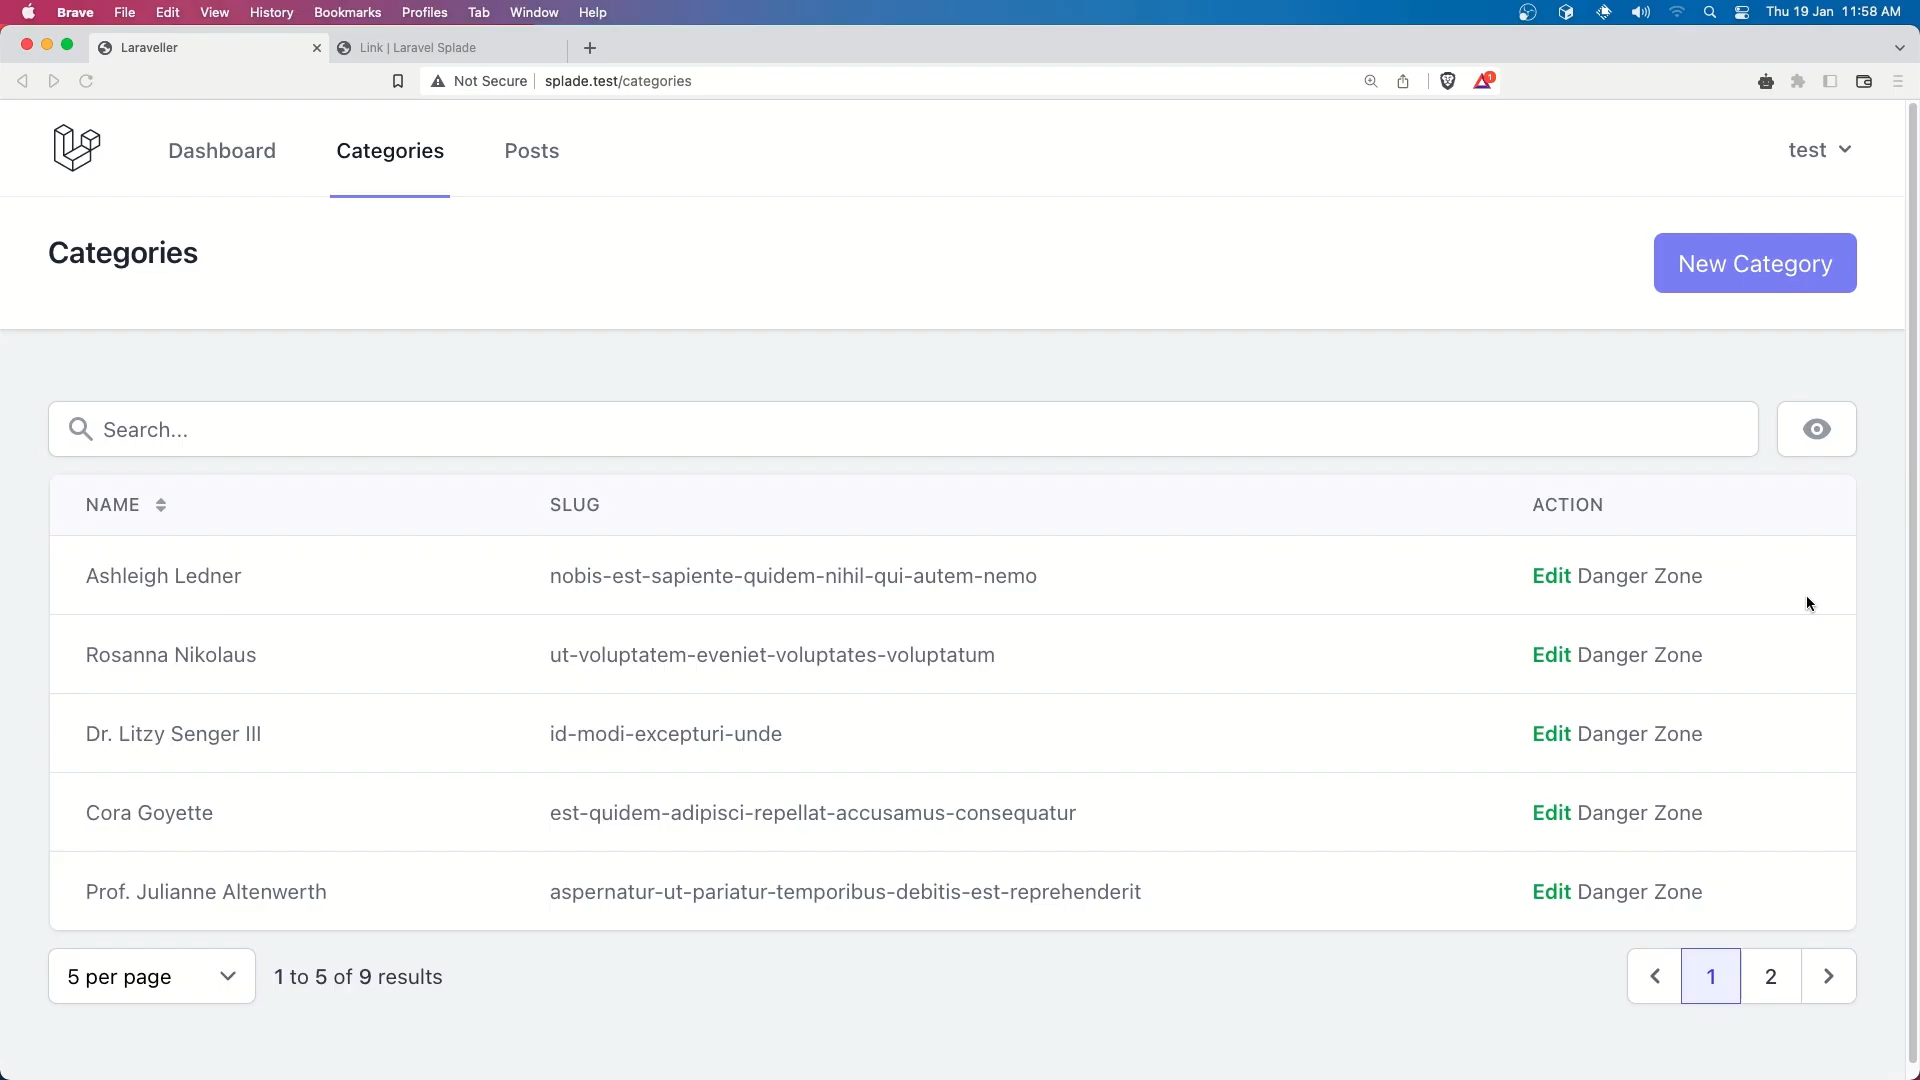 Brave File Edit View History Bookmarks Profiles Tab Window Help Thu 19 Jan 11:58 AM
Laraveller Link | Laravel Splade
Not Secure splade.test/categories 1
Dashboard Categories Posts test
Categories New Category
Search...
NAME SLUG ACTION
Ashleigh Ledner nobis-est-sapiente-quidem-nihil-qui-autem-nemo Edit Danger Zone
Rosanna Nikolaus ut-voluptatem-eveniet-voluptates-voluptatum Edit Danger Zone
Dr. Litzy Senger III id-modi-excepturi-unde Edit Danger Zone
Cora Goyette est-quidem-adipisci-repellat-accusamus-consequatur Edit Danger Zone
Prof. Julianne Altenwerth aspernatur-ut-pariatur-temporibus-debitis-est-reprehenderit Edit Danger Zone
5 per page 1 to 5 of 9 results 1 2